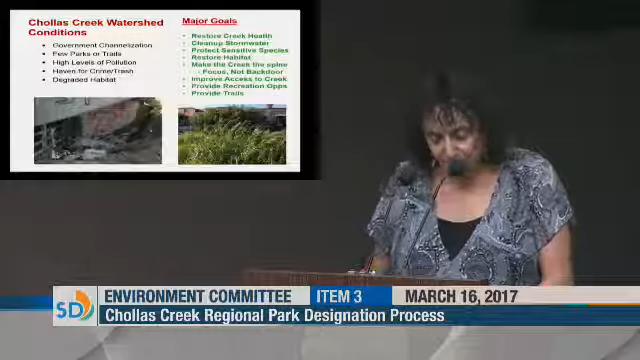 Chollas Creek Watershed
Conditions
Government Channelization
Few Parks or Trails
High Levels of Pollution
Haven for Crime/Trash
Degraded Habitat
Major Goals
Restore Creek Health
Cleanup Stormwater
Protect Sensitive Species
Restore Habitat
Make the Creek the spine
- Focus, Not Backdoor
Improve Access to Creek
Provide Recreation Opps
Provide Trails
SD
ENVIRONMENT COMMITTEE
ITEM 3
MARCH 16, 2017
Chollas Creek Regional Park Designation Process